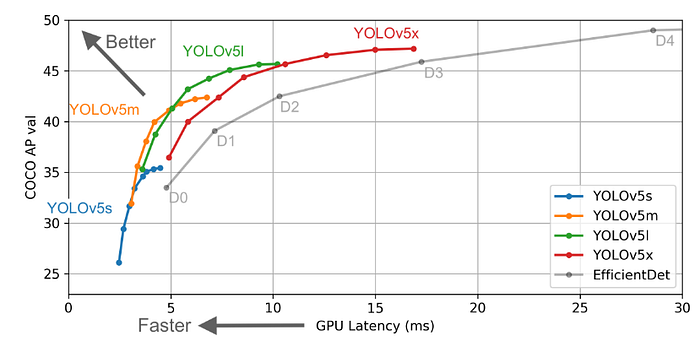 50
45
40
35
30
25
COCO AP val
Better
YOLOv5l
YOLOv5x
YOLOv5m
YOLOv5s
D0
D1
D2
D3
D4
YOLOv5s
YOLOv5m
YOLOv5l
YOLOv5x
EfficientDet
0 5 10 15 20 25 30
Faster
GPU Latency (ms)